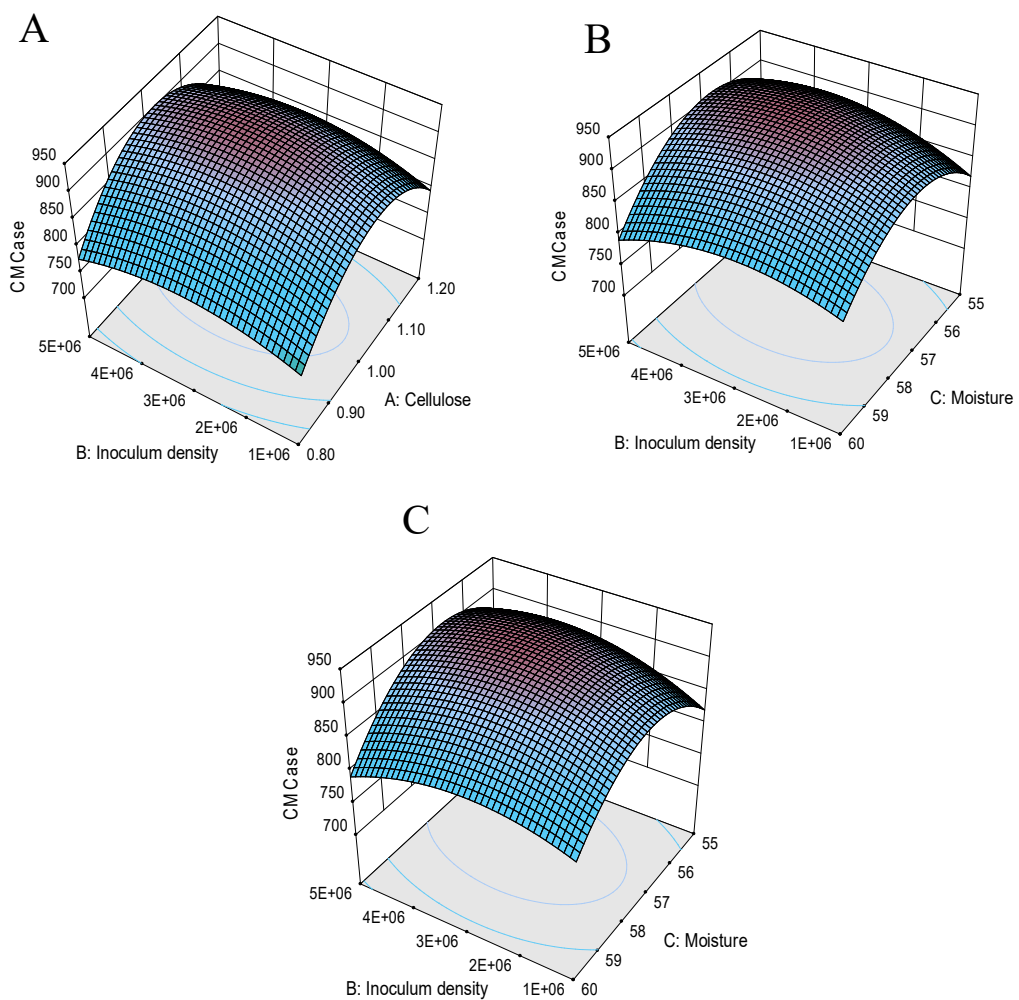 A
950
900
850
800
750
700
CMCase
5E+06
4E+06
3E+06
2E+06
1E+06
B: Inoculum density
0.80
0.90
1.00
1.10
1.20
A: Cellulose
B
950
900
850
800
750
700
CMCase
5E+06
4E+06
3E+06
2E+06
1E+06
B: Inoculum density
60
59
58
57
56
55
C: Moisture
C
950
900
850
800
750
700
CMCase
5E+06
4E+06
3E+06
2E+06
1E+06
B: Inoculum density
60
59
58
57
56
55
C: Moisture